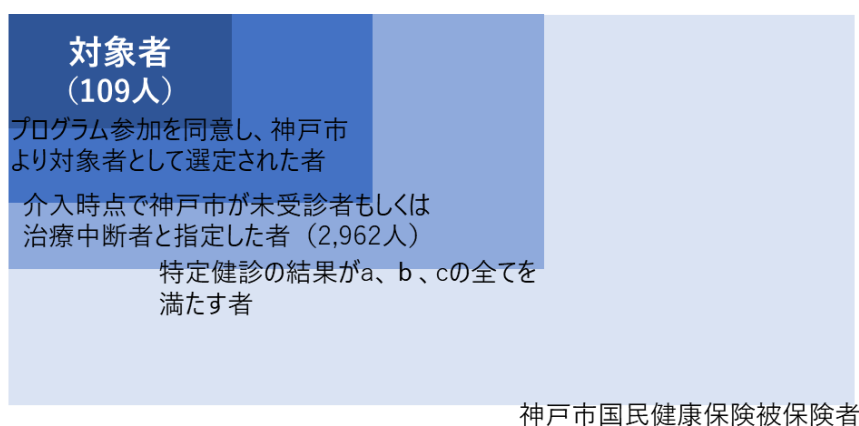 対象者
（109人）
プログラム参加を同意し、神戸市
より対象者として選定された者
介入時点で神戸市が未受診者もしくは
治療中断者と指定した者（2,962人）
特定健診の結果がa、b、cの全てを
満たす者
神戸市国民健康保険被保険者